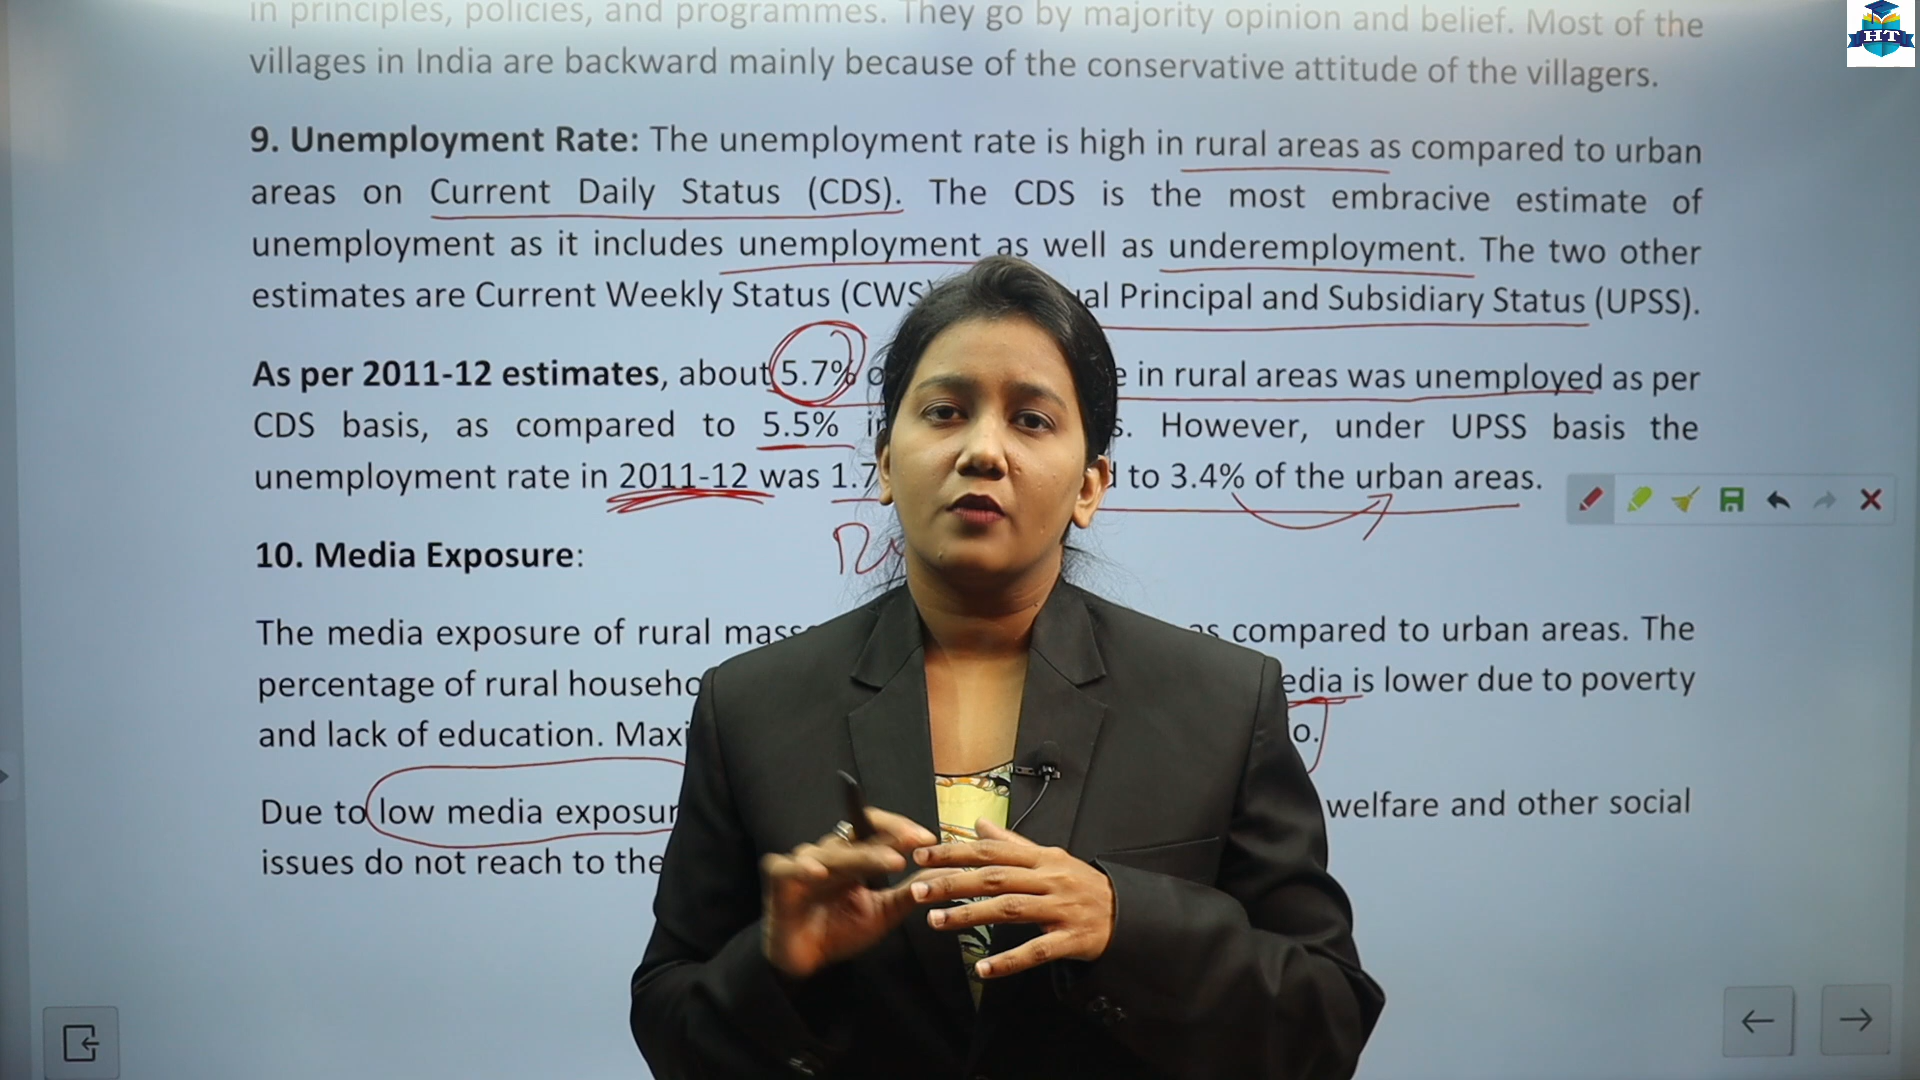 in principles, policies, and programmes. They go by majority opinion and belief. Most of the
villages in India are backward mainly because of the conservative attitude of the villagers.
9. Unemployment Rate: The unemployment rate is high in rural areas as compared to urban
areas on Current Daily Status (CDS). The CDS is the most embracive estimate of
unemployment as it includes unemployment as well as underemployment. The two other
estimates are Current Weekly Status (CWS) al Principal and Subsidiary Status (UPSS).
As per 2011-12 estimates, about 5.7% in rural areas was unemployed as per
CDS basis, as compared to 5.5% However, under UPSS basis the
unemployment rate in 2011-12 was 1.7 to 3.4% of the urban areas.
10. Media Exposure:
The media exposure of rural as compared to urban areas. The
percentage of rural is lower due to poverty
and lack of education.
Due to low media welfare and other social
issues do not reach to the
HT